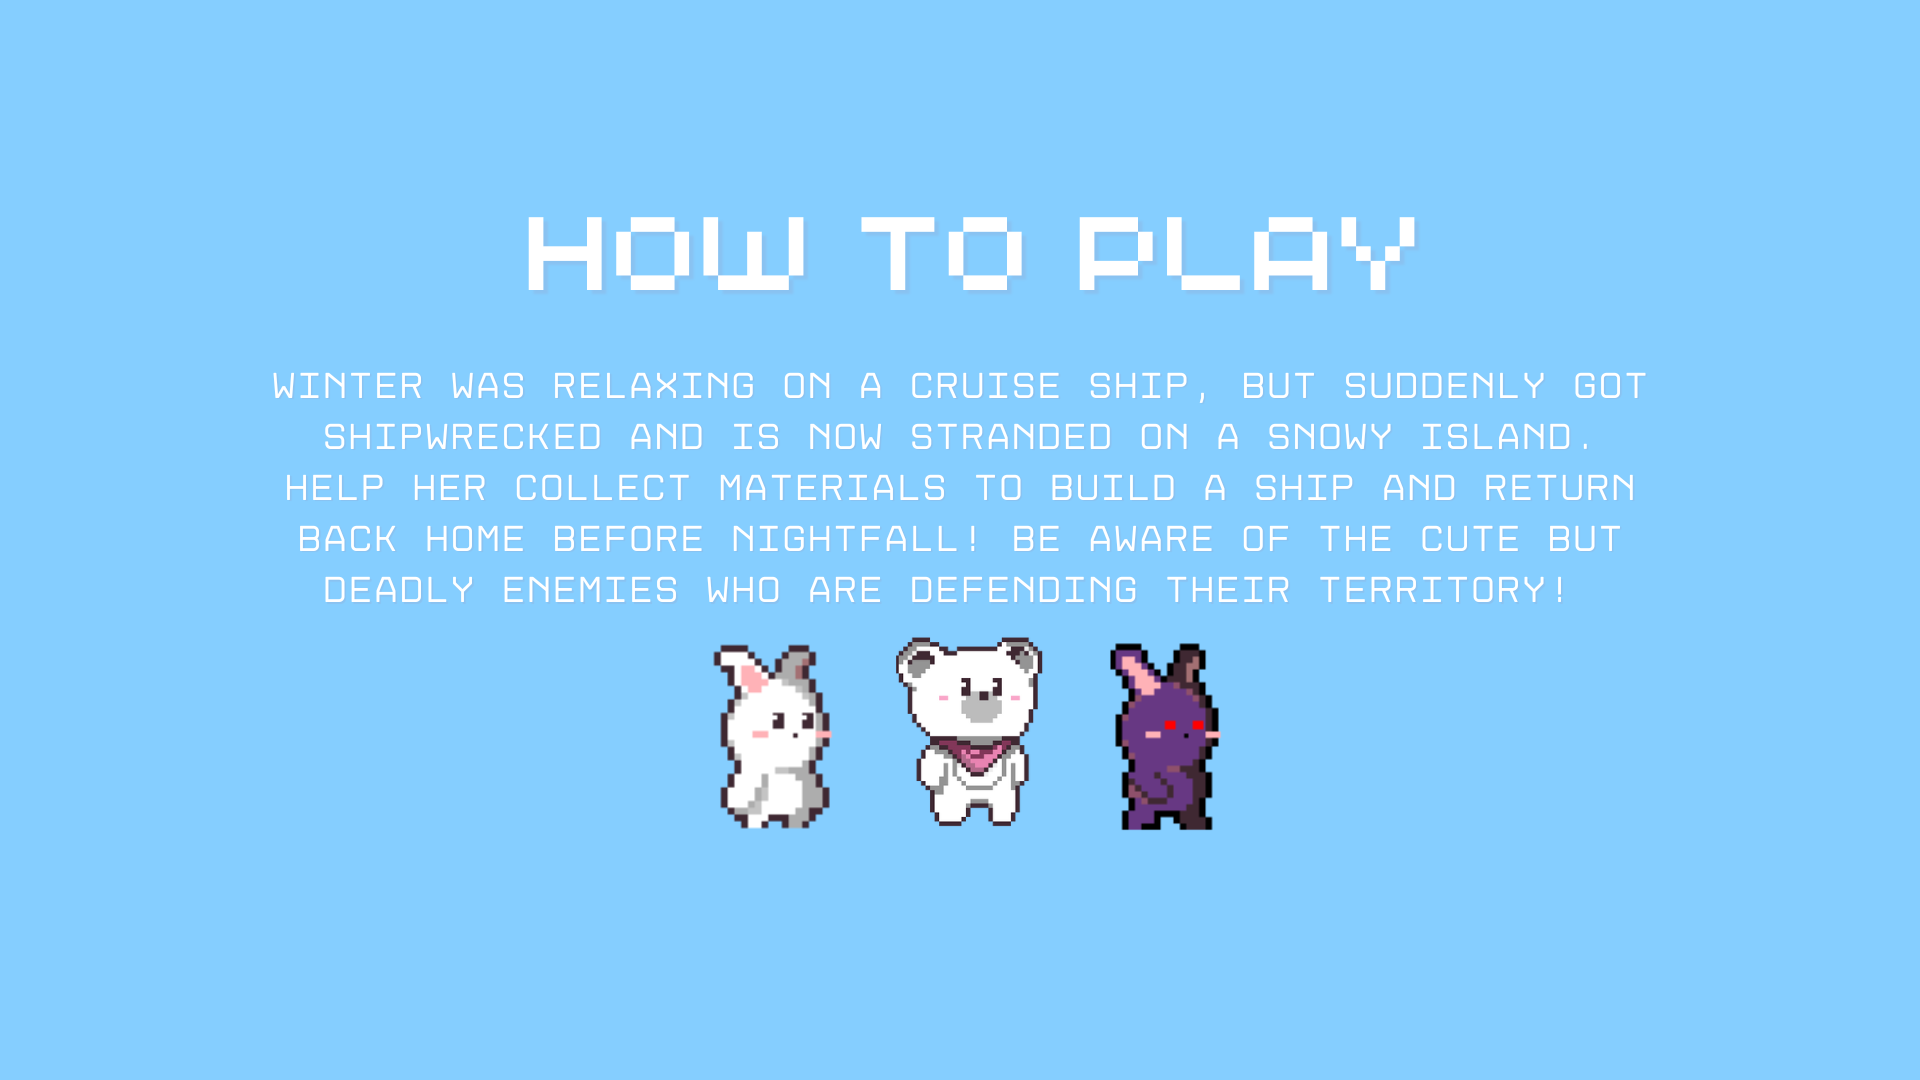 HOW TO PLAY
WINTER WAS RELAXING ON A CRUISE SHIP, BUT SUDDENLY GOT
SHIPWRECKED AND IS NOW STRANDED ON A SNOWY ISLAND.
HELP HER COLLECT MATERIALS TO BUILD A SHIP AND RETURN
BACK HOME BEFORE NIGHTFALL! BE AWARE OF THE CUTE BUT
DEADLY ENEMIES WHO ARE DEFENDING THEIR TERRITORY!